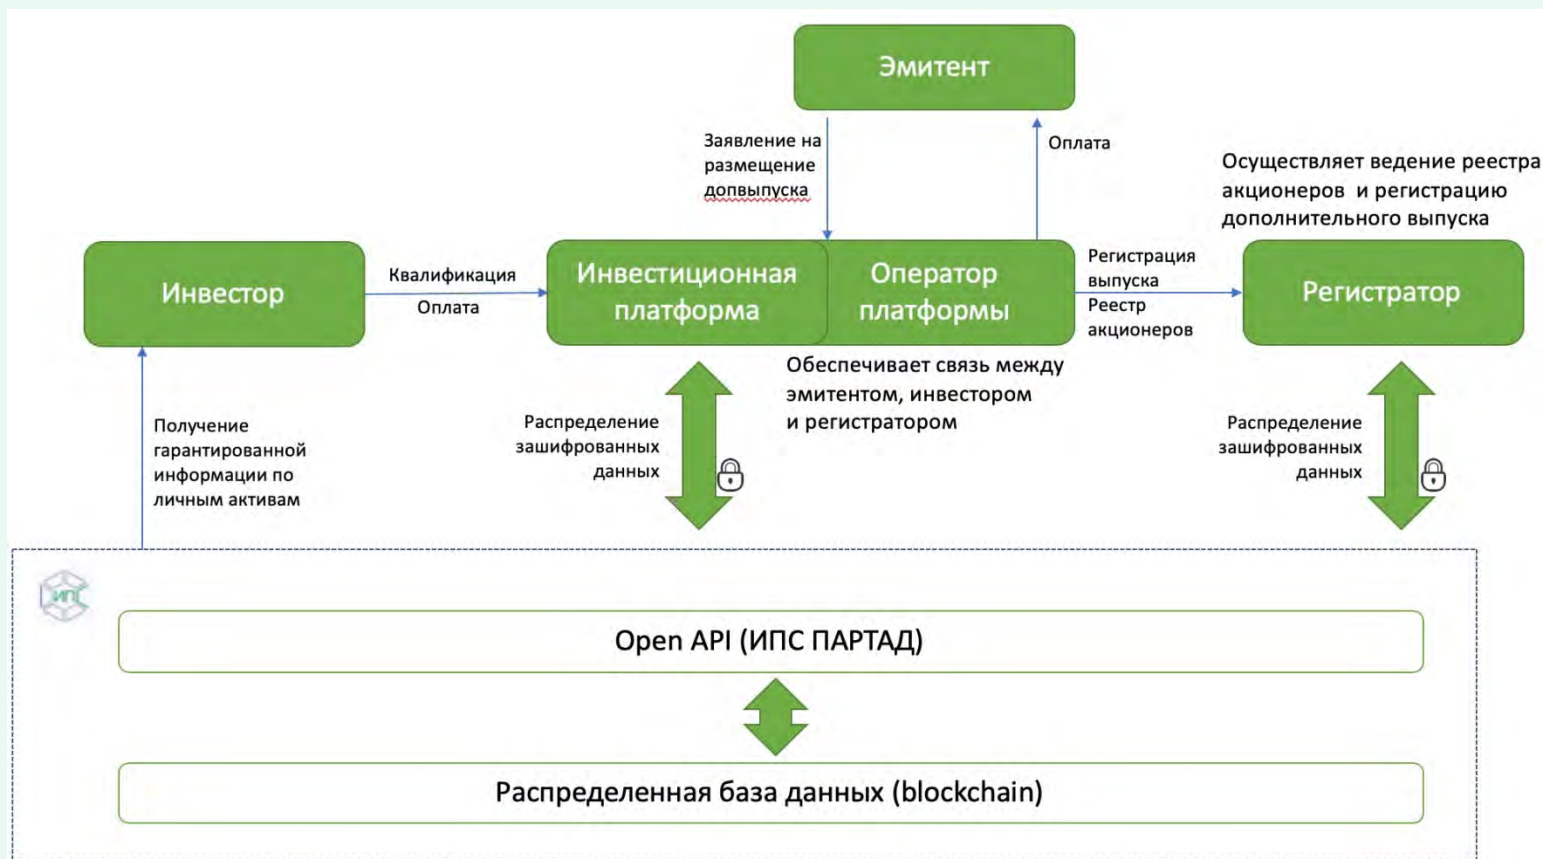 Эмитент
Заявление на
размещение
допвыпуска
Оплата
Осуществляет ведение реестра
акционеров и регистрацию
дополнительного выпуска
Инвестор
Квалификация
Оплата
Инвестиционная
платформа
Оператор
платформы
Регистрация
выпуска
Реестр
акционеров
Регистратор
Обеспечивает связь между
эмитентом, инвестором
и регистратором
Получение
гарантированной
информации по
личным активам
Распределение
зашифрованных
данных
Распределение
зашифрованных
данных
ИПС
Open API (ИПС ПАРТАД)
Распределенная база данных (blockchain)